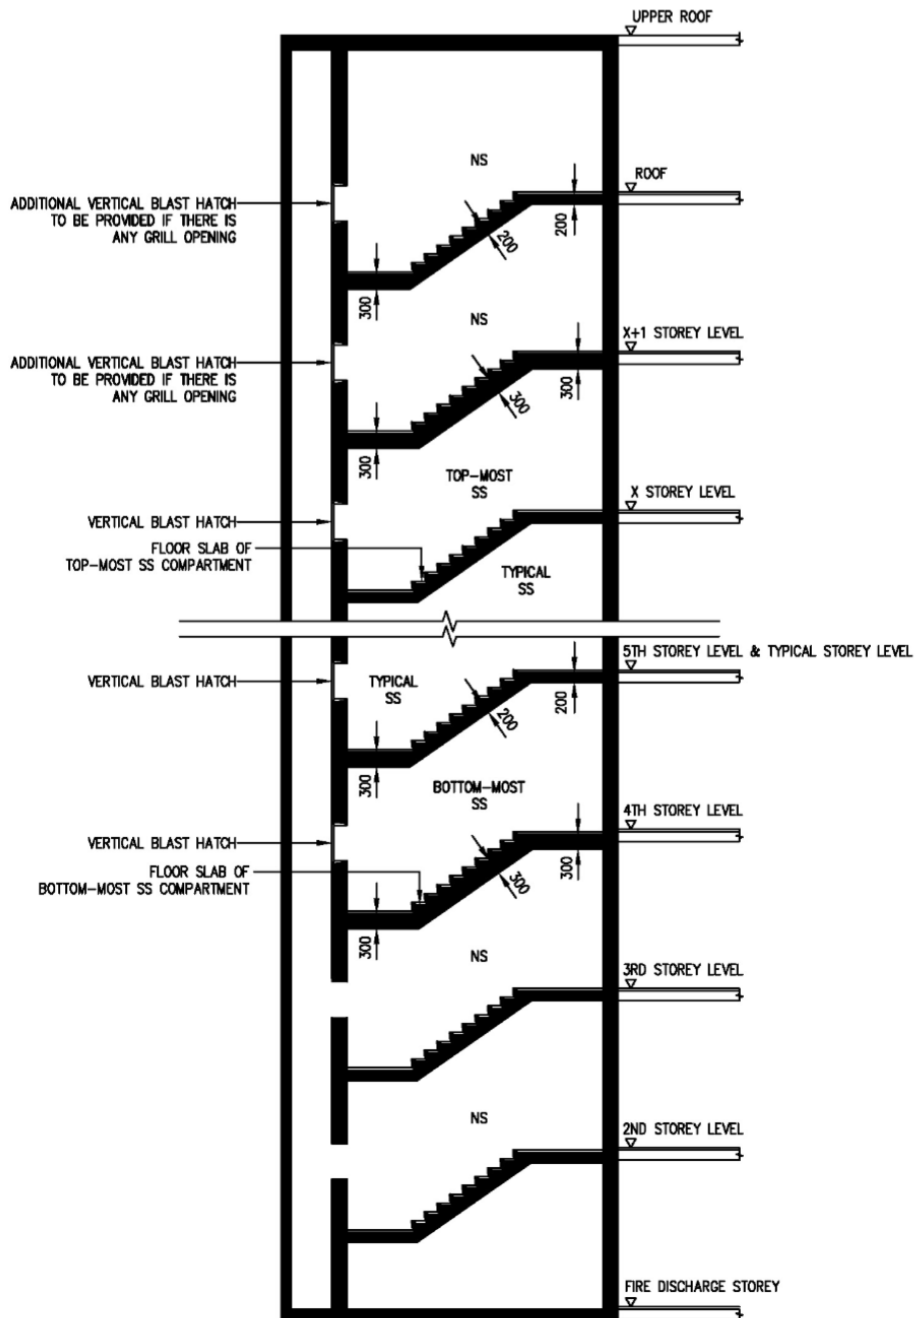 UPPER ROOF
NS
ROOF
ADDITIONAL VERTICAL BLAST HATCH
TO BE PROVIDED IF THERE IS
ANY GRILL OPENING
200
200
300
NS
X+1 STOREY LEVEL
ADDITIONAL VERTICAL BLAST HATCH
TO BE PROVIDED IF THERE IS
ANY GRILL OPENING
300
300
300
TOP-MOST
SS
X STOREY LEVEL
VERTICAL BLAST HATCH
FLOOR SLAB OF
TOP-MOST SS COMPARTMENT
TYPICAL
SS
5TH STOREY LEVEL & TYPICAL STOREY LEVEL
VERTICAL BLAST HATCH
TYPICAL
SS
200
200
300
BOTTOM-MOST
SS
4TH STOREY LEVEL
VERTICAL BLAST HATCH
FLOOR SLAB OF
BOTTOM-MOST SS COMPARTMENT
300
300
300
NS
3RD STOREY LEVEL
NS
2ND STOREY LEVEL
FIRE DISCHARGE STOREY